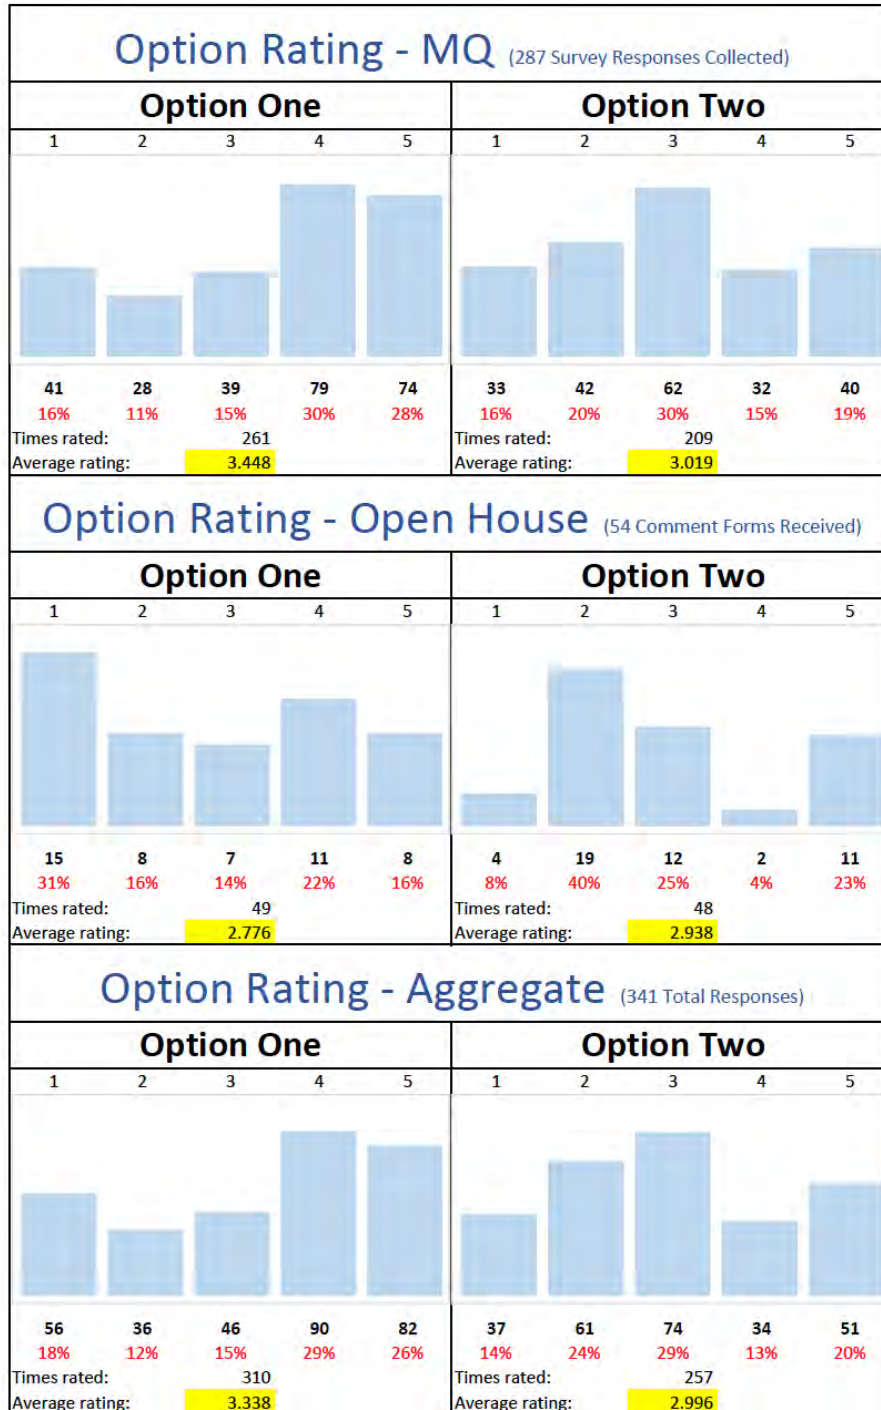 Option Rating - MQ (287 Survey Responses Collected)
Option One Option Two
1 2 3 4 5 1 2 3 4 5
41 28 39 79 74 33 42 62 32 40
16% 11% 15% 30% 28% 16% 20% 30% 15% 19%
Times rated: 261 Times rated: 209
Average rating: 3.448 Average rating: 3.019
Option Rating - Open House (54 Comment Forms Received)
Option One Option Two
1 2 3 4 5 1 2 3 4 5
15 8 7 11 8 4 19 12 2 11
31% 16% 14% 22% 16% 8% 40% 25% 4% 23%
Times rated: 49 Times rated: 48
Average rating: 2.776 Average rating: 2.938
Option Rating - Aggregate (341 Total Responses)
Option One Option Two
1 2 3 4 5 1 2 3 4 5
56 36 46 90 82 37 61 74 34 51
18% 12% 15% 29% 26% 14% 24% 29% 13% 20%
Times rated: 310 Times rated: 257
Average rating: 3.338 Average rating: 2.996